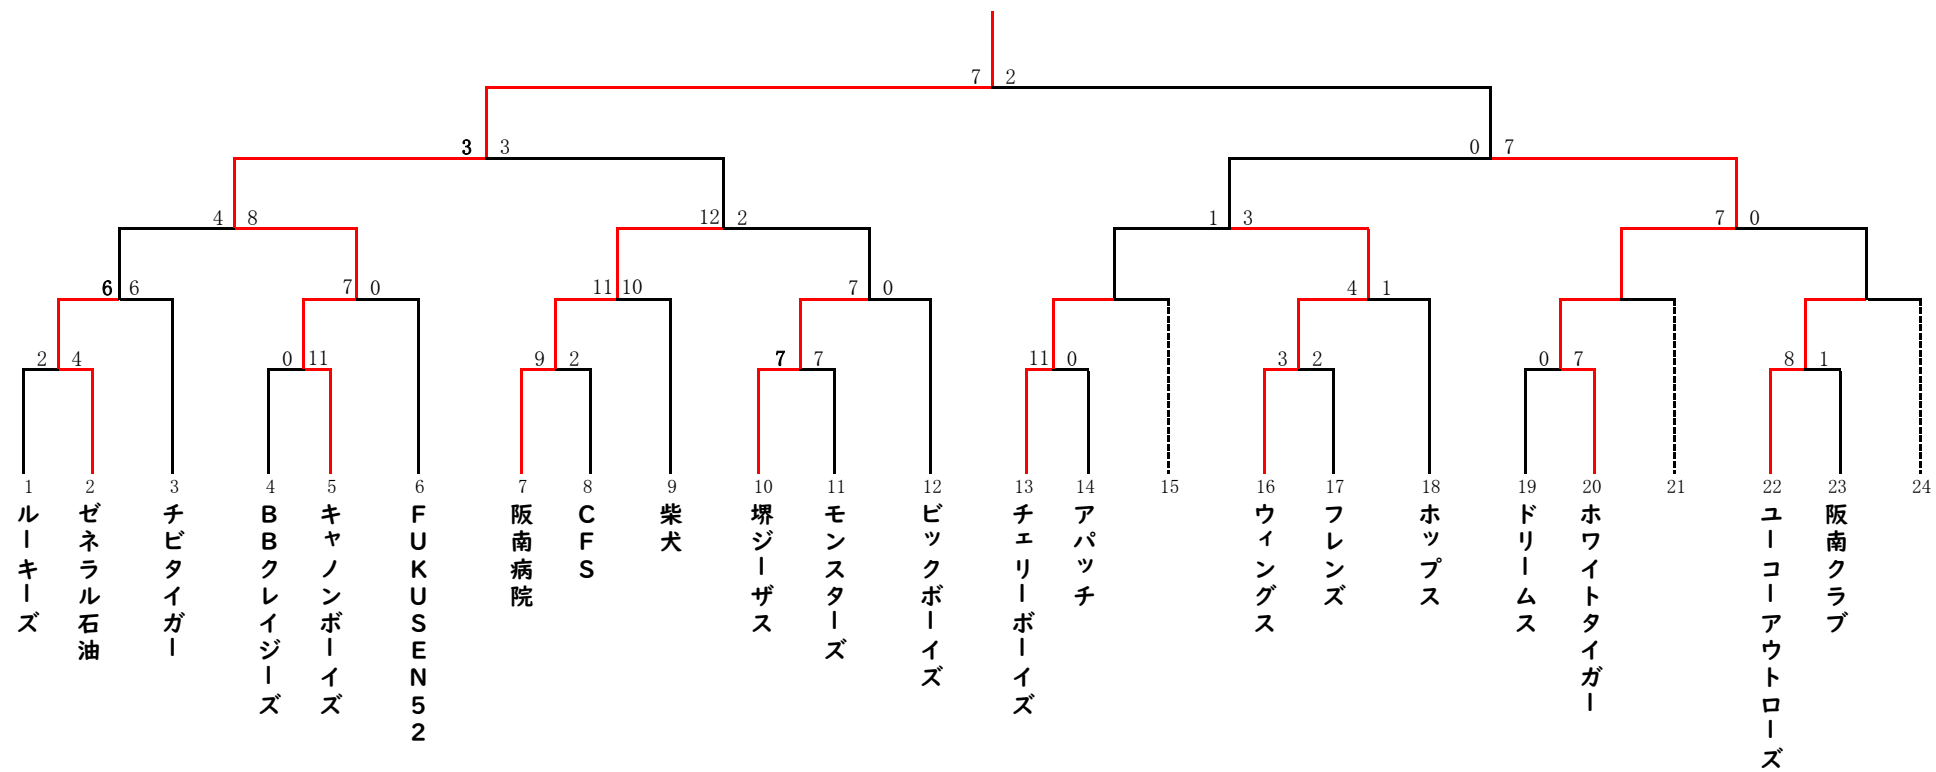 7 2
3 3
0 7
4 8
12 2
1 3
7 0
6 6
7 0
11 10
7 0
4 1
2 4
0 11
9 2
7 7
11 0
3 2
0 7
8 1
1 2 3 4 5 6 7 8 9 10 11 12 13 14 15 16 17 18 19 20 21 22 23 24
ルーキーズ
ゼネラル石油
チビタイガー
BBクレイジーズ
キャノンボーイズ
FUKUSEN52
阪南病院
CFS
柴犬
堺ジーザス
モンスターズ
ビックボーイズ
チェリーボーイズ
アパッチ
ウィングス
フレンズ
ホップス
ドリームス
ホワイトタイガー
ユーコーアウトローズ
阪南クラブ